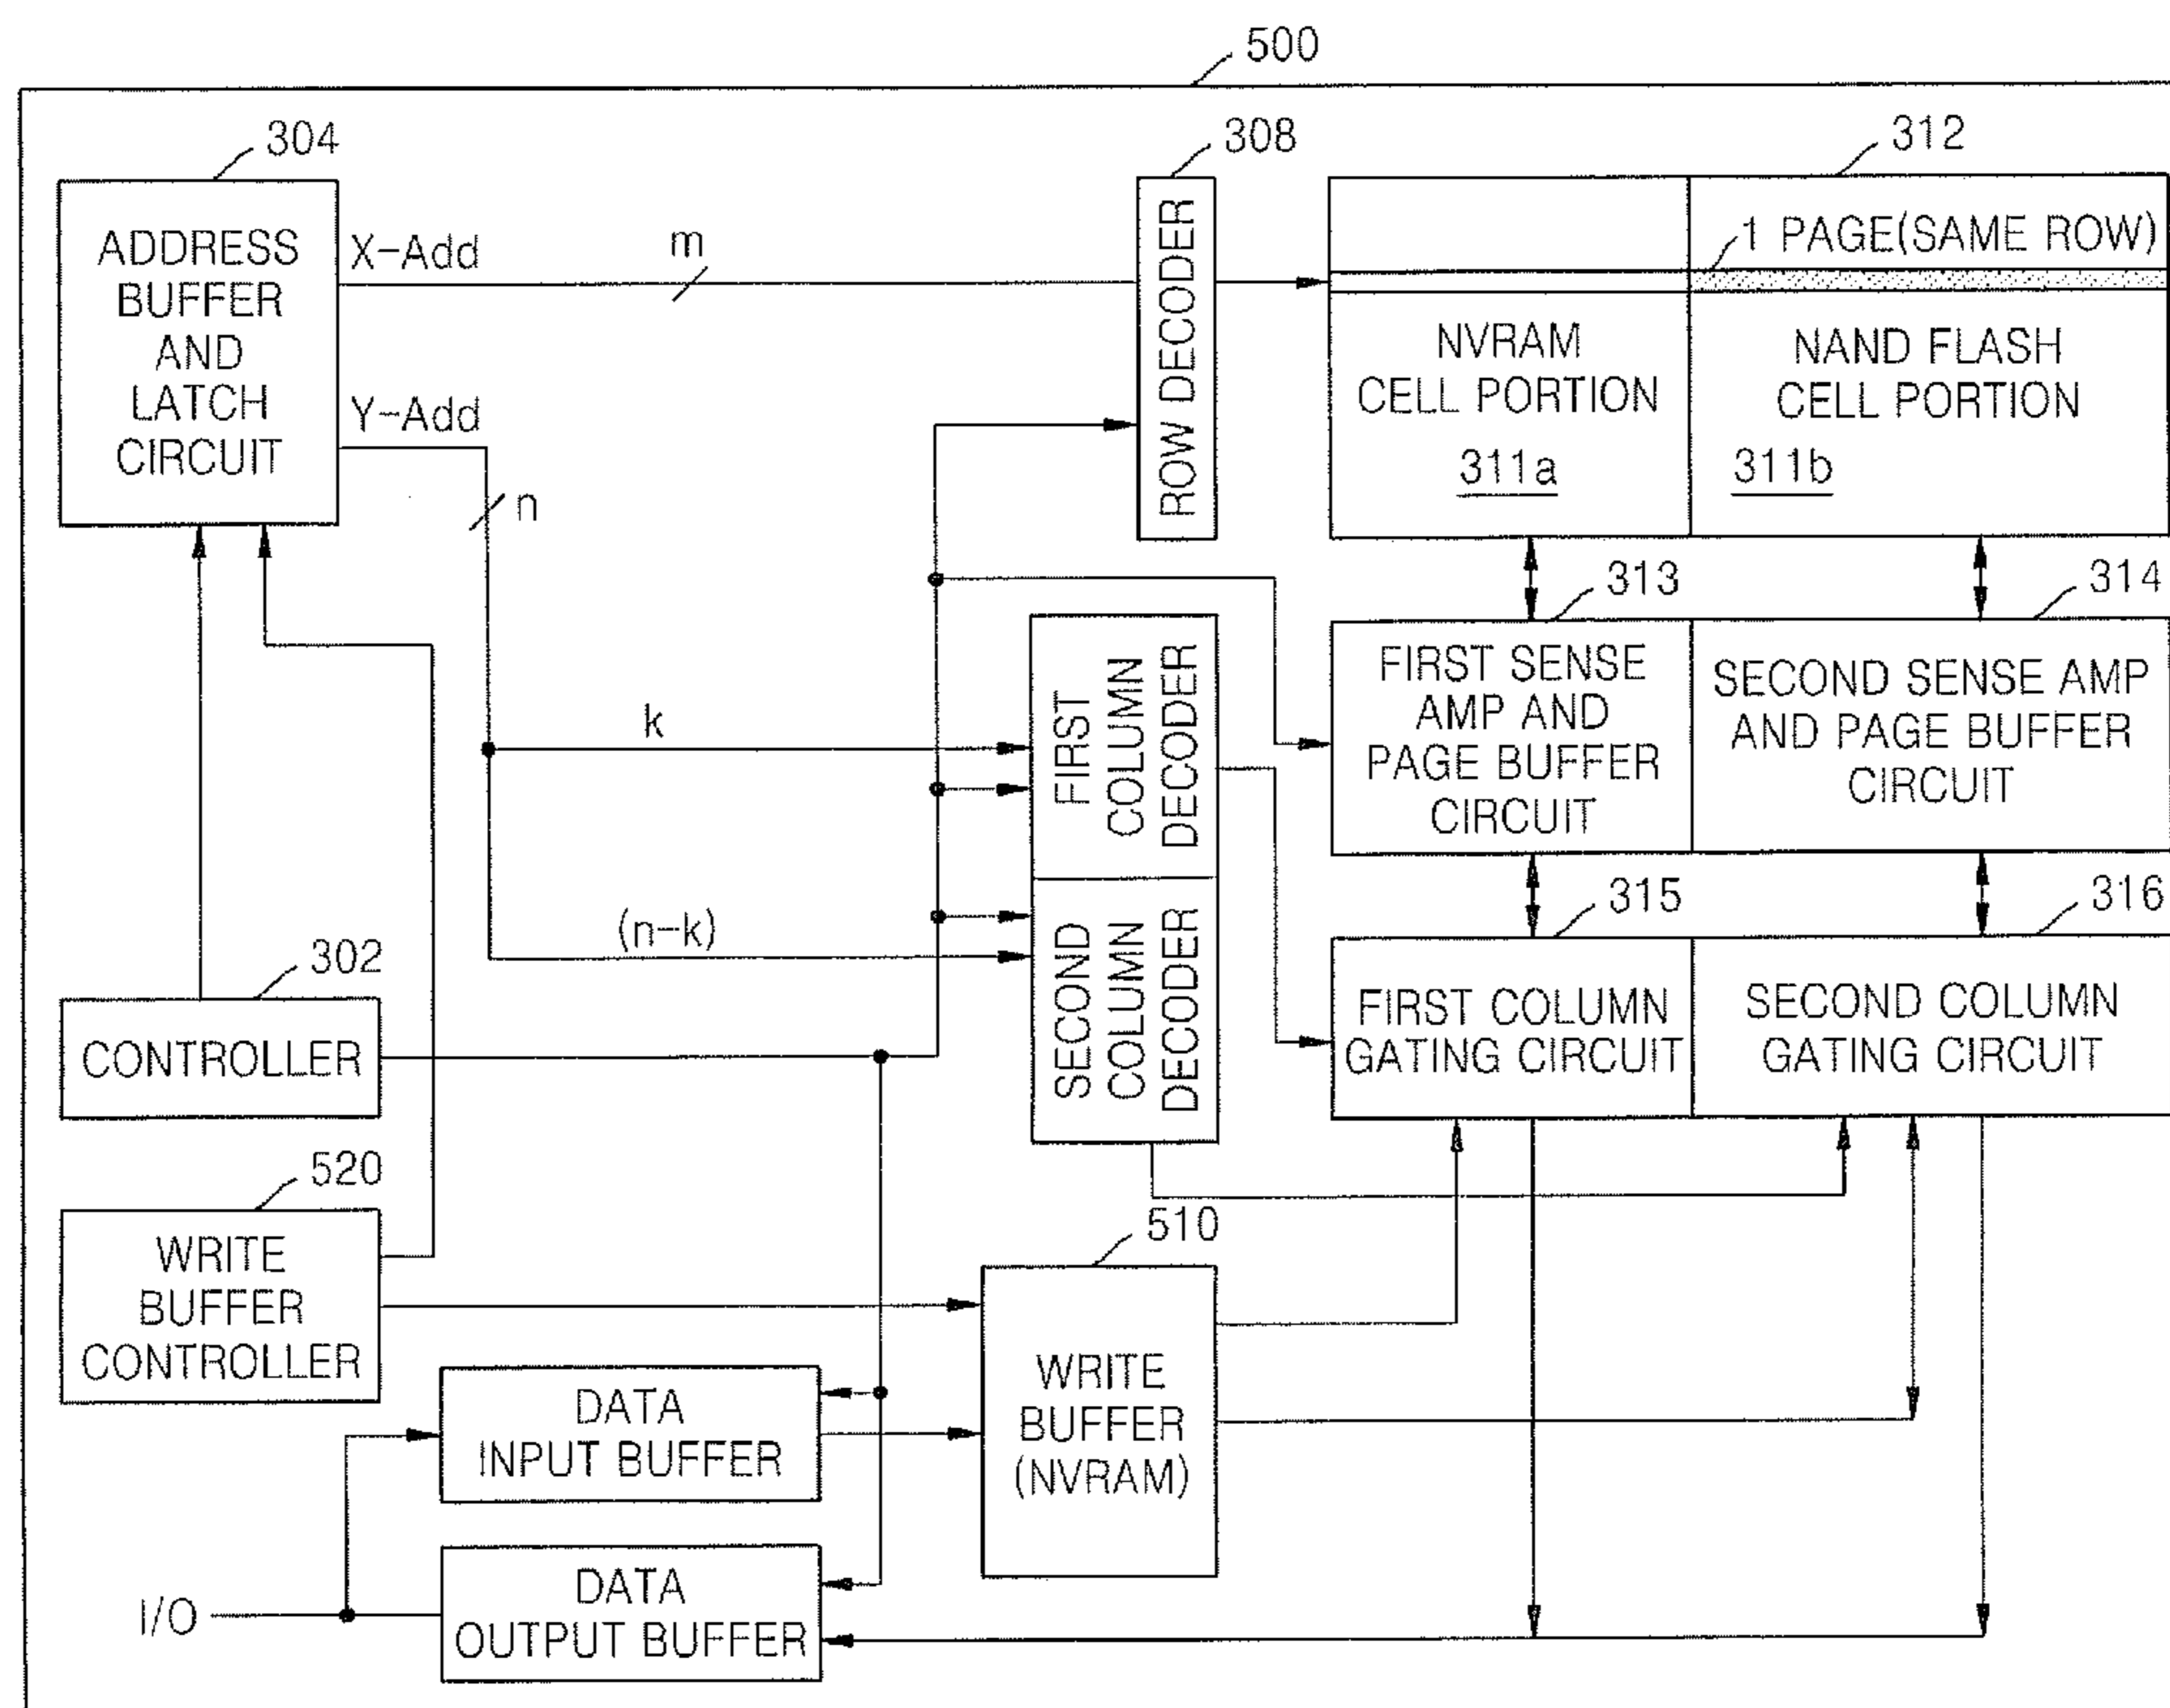 500
304
308
312
ADDRESS
BUFFER
AND
LATCH
CIRCUIT
X-Add
m
Y-Add
n
ROW DECODER
1 PAGE(SAME ROW)
NVRAM
CELL PORTION
311a
NAND FLASH
CELL PORTION
311b
313
314
k
FIRST
COLUMN
DECODER
FIRST SENSE
AMP AND
PAGE BUFFER
CIRCUIT
SECOND SENSE AMP
AND PAGE BUFFER
CIRCUIT
(n-k)
SECOND
COLUMN
DECODER
315
316
302
CONTROLLER
FIRST COLUMN
GATING CIRCUIT
SECOND COLUMN
GATING CIRCUIT
520
WRITE
BUFFER
CONTROLLER
510
WRITE
BUFFER
(NVRAM)
DATA
INPUT BUFFER
I/O
DATA
OUTPUT BUFFER